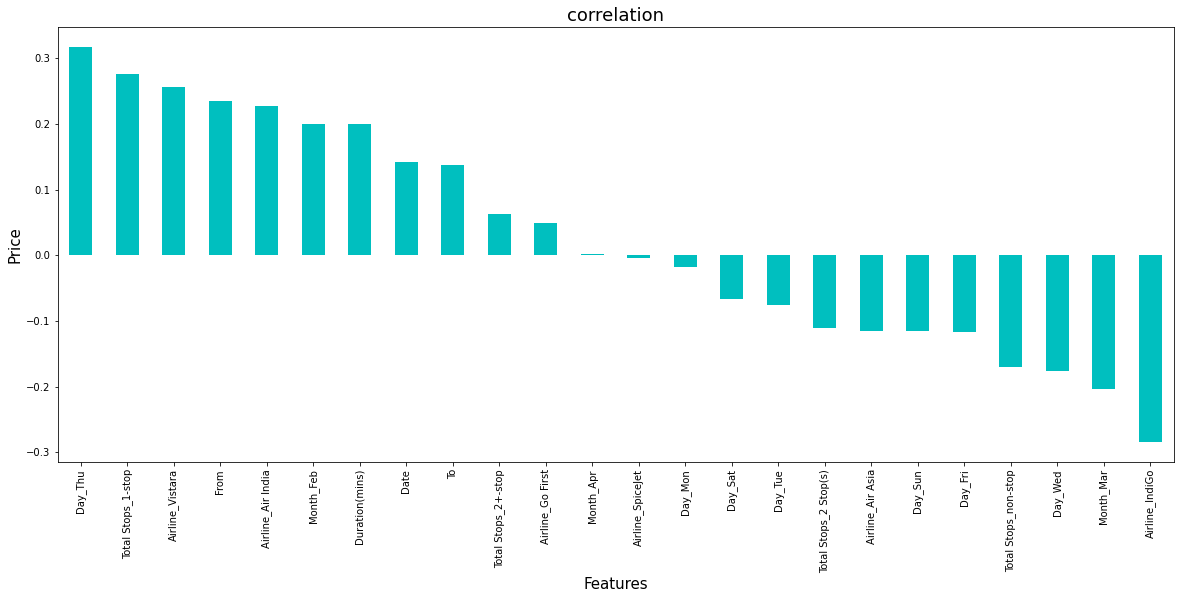 correlation
Price
0.3
0.2
0.1
0.0
−0.1
−0.2
−0.3
Day_Thu
Total Stops_1-stop
Airline_Vistara
From
Airline_Air India
Month_Feb
Duration(mins)
Date
To
Total Stops_2+-stop
Airline_Go First
Month_Apr
Airline_SpiceJet
Day_Mon
Day_Sat
Day_Tue
Total Stops_2 Stop(s)
Airline_Air Asia
Day_Sun
Day_Fri
Total Stops_non-stop
Day_Wed
Month_Mar
Airline_IndiGo
Features